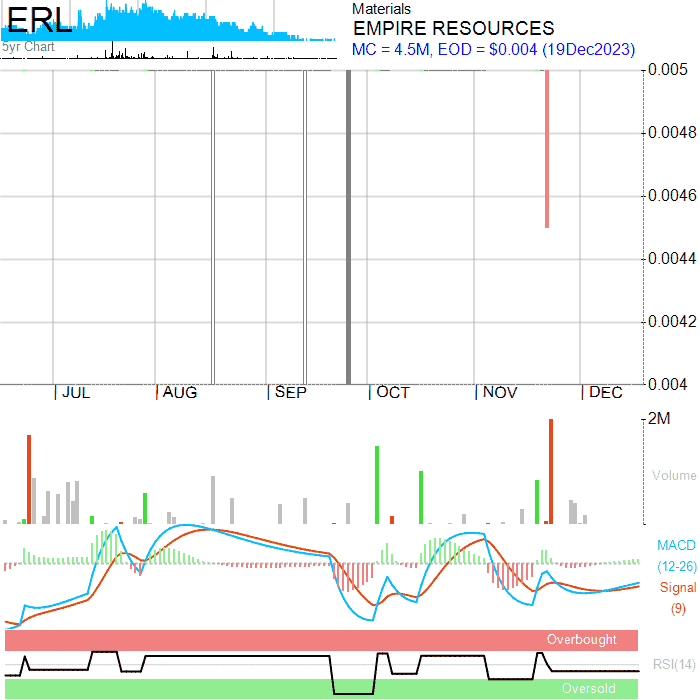 ERL
5yr Chart
Materials
EMPIRE RESOURCES
MC = 4.5M, EOD = $0.004 (19Dec2023)
0.005
0.0048
0.0046
0.0044
0.0042
0.004
JUL
AUG
SEP
OCT
NOV
DEC
2M
Volume
MACD
(12-26)
Signal
(9)
Overbought
RSI(14)
Oversold